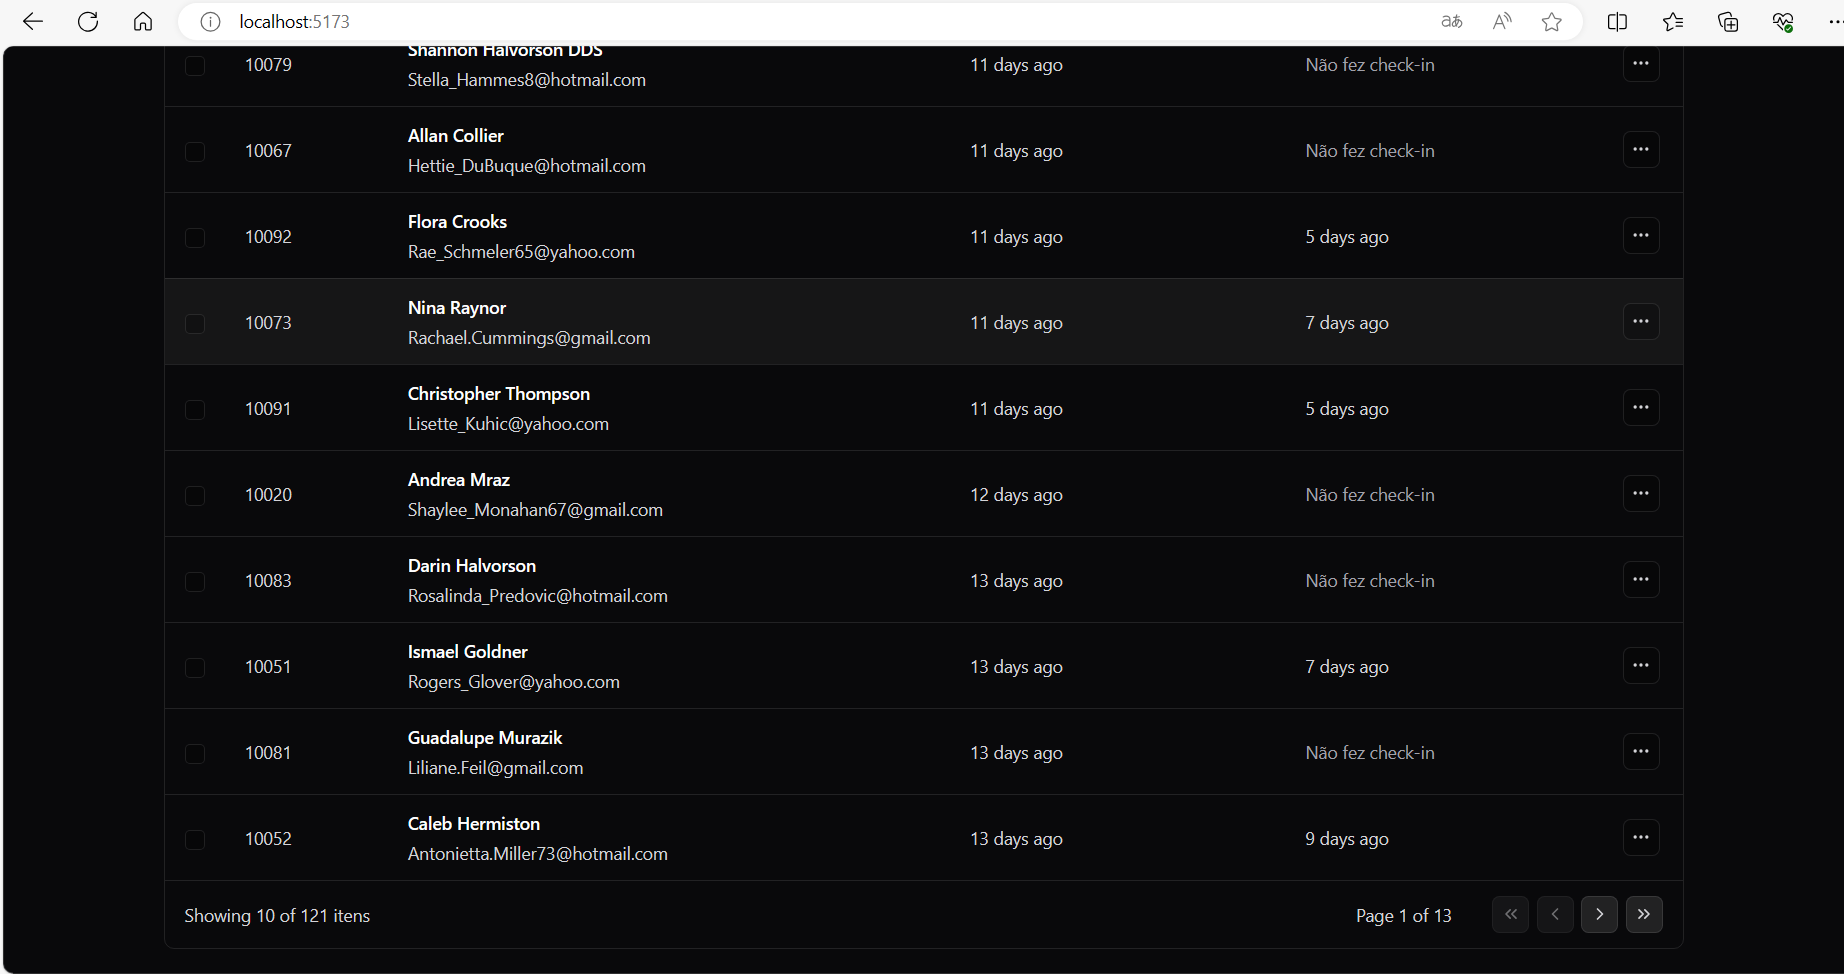 localhost:5173
10079 Shannon Halvorson DDS 11 days ago Não fez check-in
Stella_Hammes8@hotmail.com
10067 Allan Collier 11 days ago Não fez check-in
Hettie_DuBuque@hotmail.com
10092 Flora Crooks 11 days ago 5 days ago
Rae_Schmeler65@yahoo.com
10073 Nina Raynor 11 days ago 7 days ago
Rachael.Cummings@gmail.com
10091 Christopher Thompson 11 days ago 5 days ago
Lisette_Kuhic@yahoo.com
10020 Andrea Mraz 12 days ago Não fez check-in
Shaylee_Monahan67@gmail.com
10083 Darin Halvorson 13 days ago Não fez check-in
Rosalinda_Predovic@hotmail.com
10051 Ismael Goldner 13 days ago 7 days ago
Rogers_Glover@yahoo.com
10081 Guadalupe Murazik 13 days ago Não fez check-in
Liliane.Feil@gmail.com
10052 Caleb Hermiston 13 days ago 9 days ago
Antonietta.Miller73@hotmail.com
Showing 10 of 121 itens Page 1 of 13